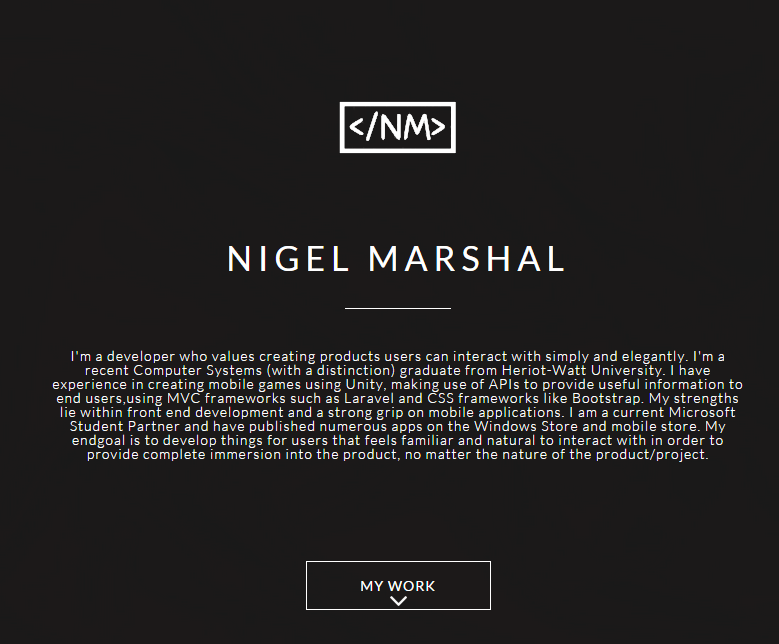 </NM>
NIGEL MARSHAL
I'm a developer who values creating products users can interact with simply and elegantly. I'm a
recent Computer Systems (with a distinction) graduate from Heriot-Watt University. I have
experience in creating mobile games using Unity, making use of APIs to provide useful information to
end users,using MVC frameworks such as Laravel and CSS frameworks like Bootstrap. My strengths
lie within front end development and a strong grip on mobile applications. I am a current Microsoft
Student Partner and have published numerous apps on the Windows Store and mobile store. My
endgoal is to develop things for users that feels familiar and natural to interact with in order to
provide complete immersion into the product, no matter the nature of the product/project.
MY WORK